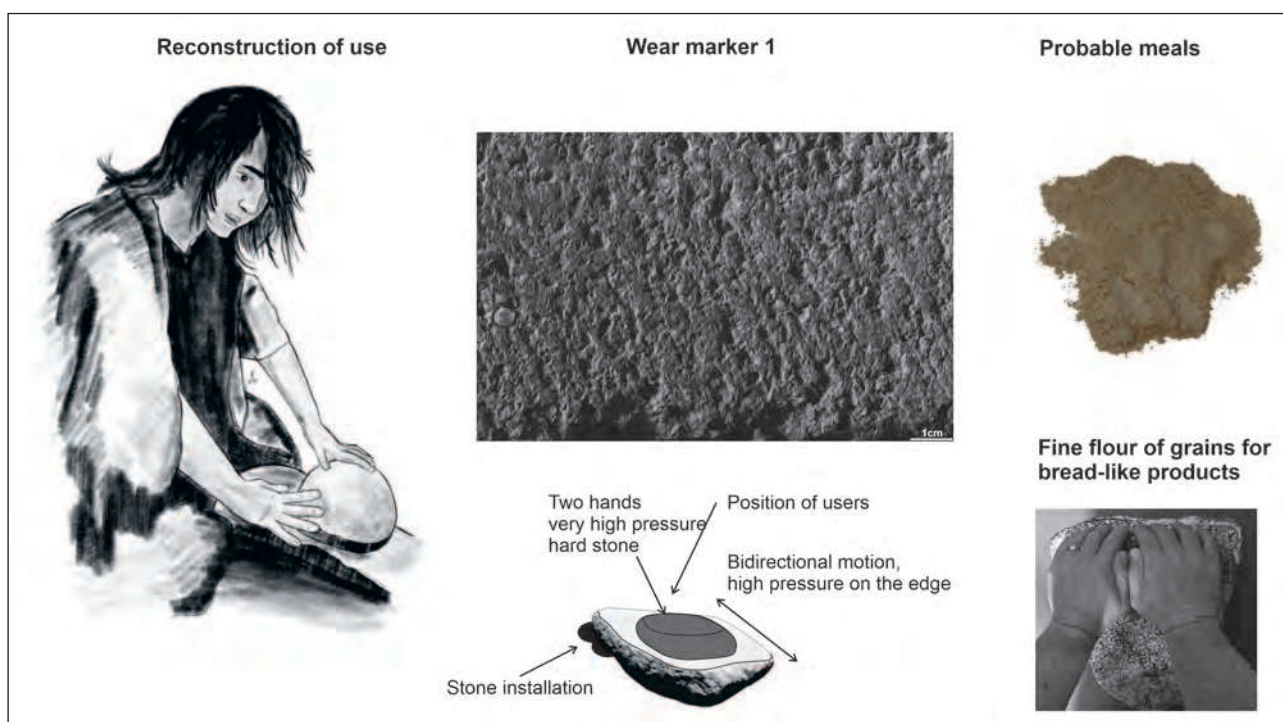 Reconstruction of use
Wear marker 1
Probable meals
1cm
Fine flour of grains for
bread-like products
Two hands
very high pressure
hard stone
Position of users
Bidirectional motion,
high pressure on the edge
Stone installation